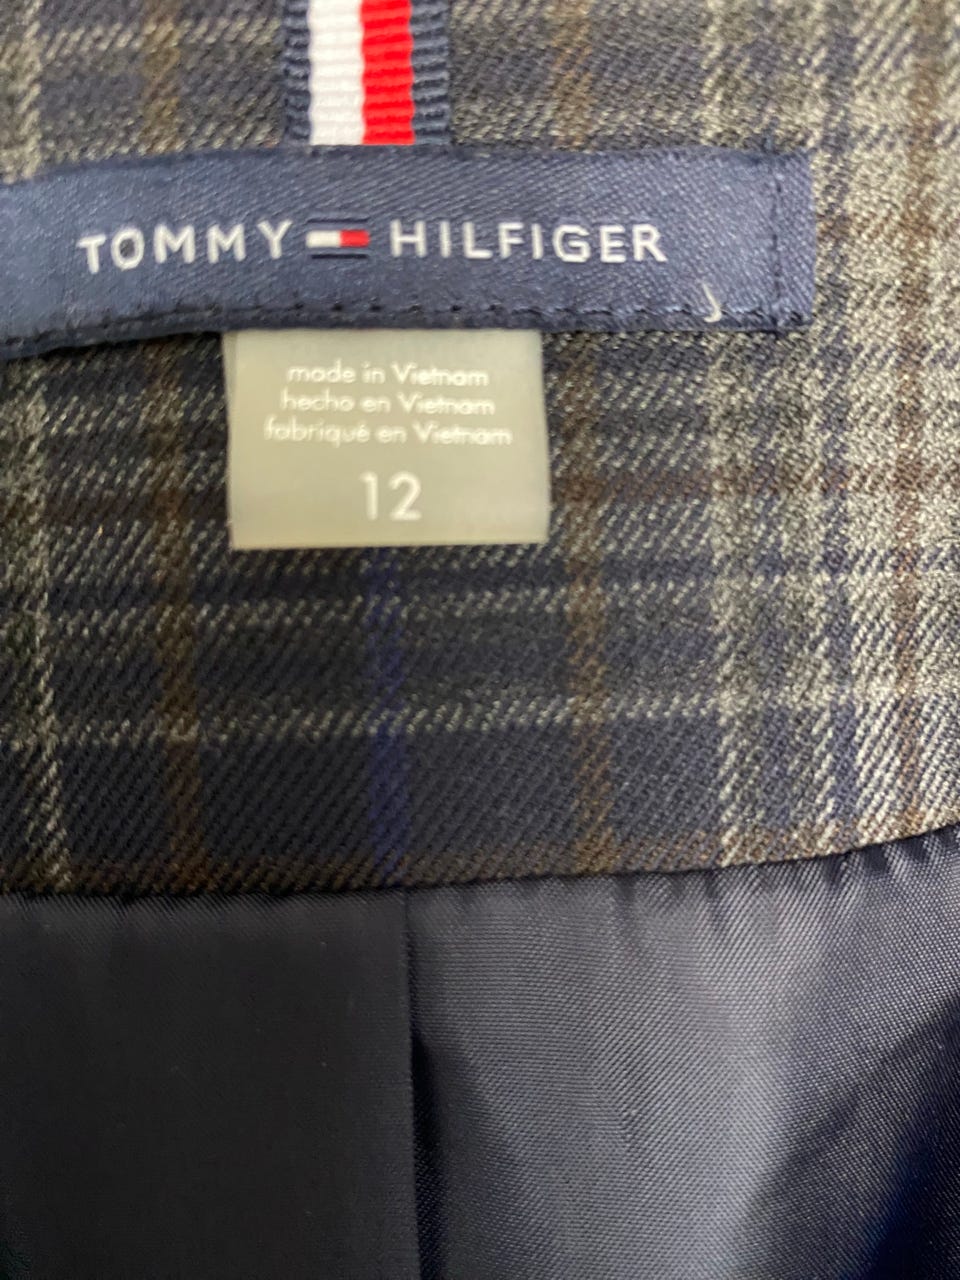 TOMMY HILFIGER
made in Vietnam
hecho en Vietnam
fabriqué en Vietnam
12